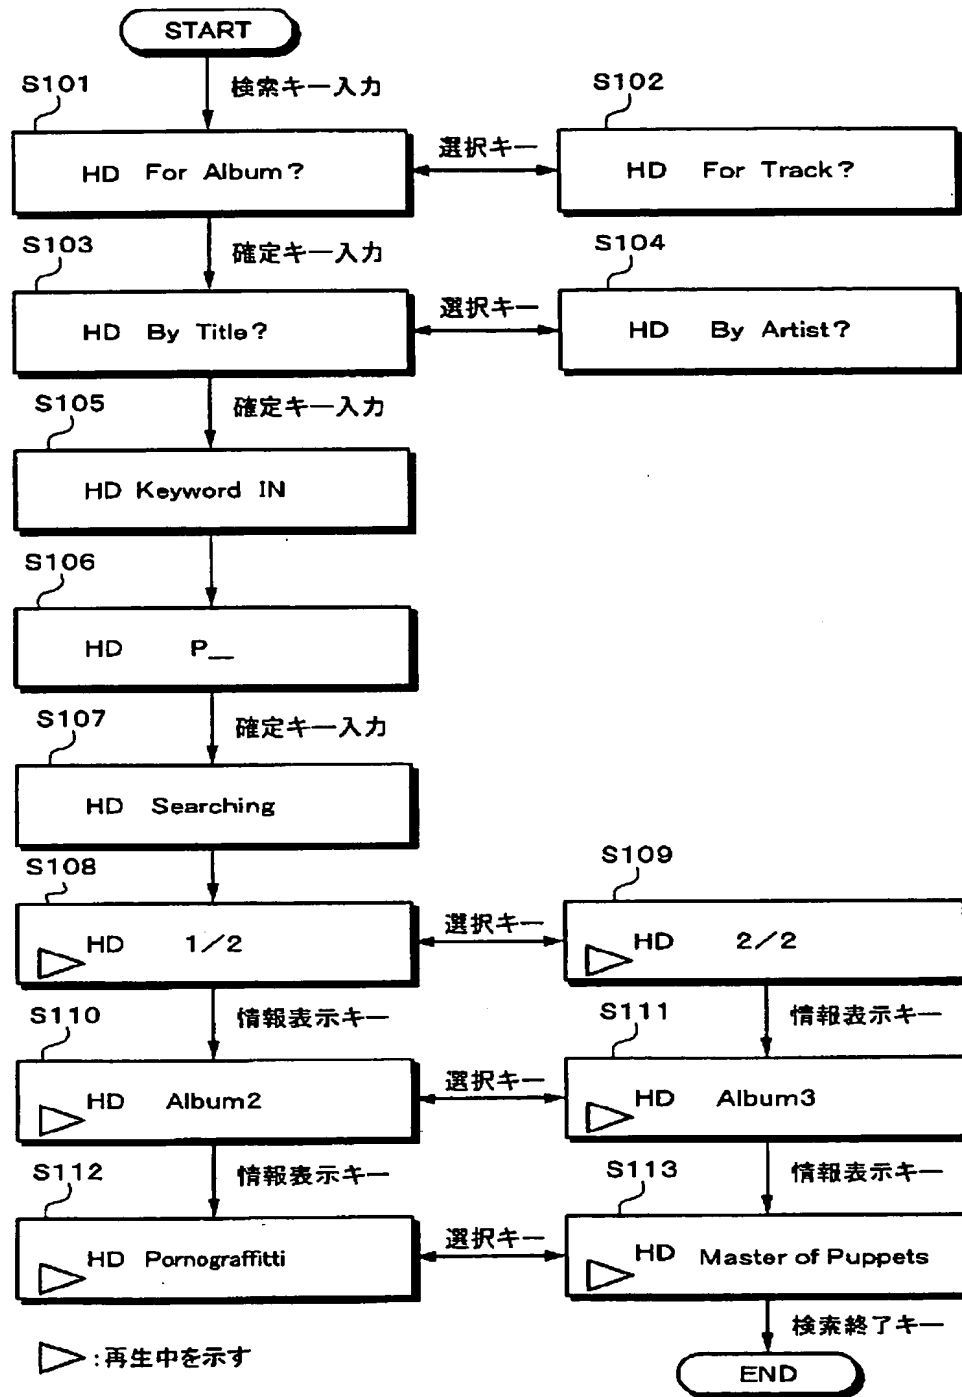 START
検索キー入力
S101
S102
HD For Album?
選択キー
HD For Track?
S103
確定キー入力
S104
HD By Title?
選択キー
HD By Artist?
S105
確定キー入力
HD Keyword IN
S106
HD P__
S107
確定キー入力
HD Searching
S108
S109
HD 1/2
選択キー
HD 2/2
S110
情報表示キー
S111
情報表示キー
HD Album2
選択キー
HD Album3
S112
情報表示キー
S113
情報表示キー
HD Pornograffitti
選択キー
HD Master of Puppets
検索終了キー
:再生中を示す
END